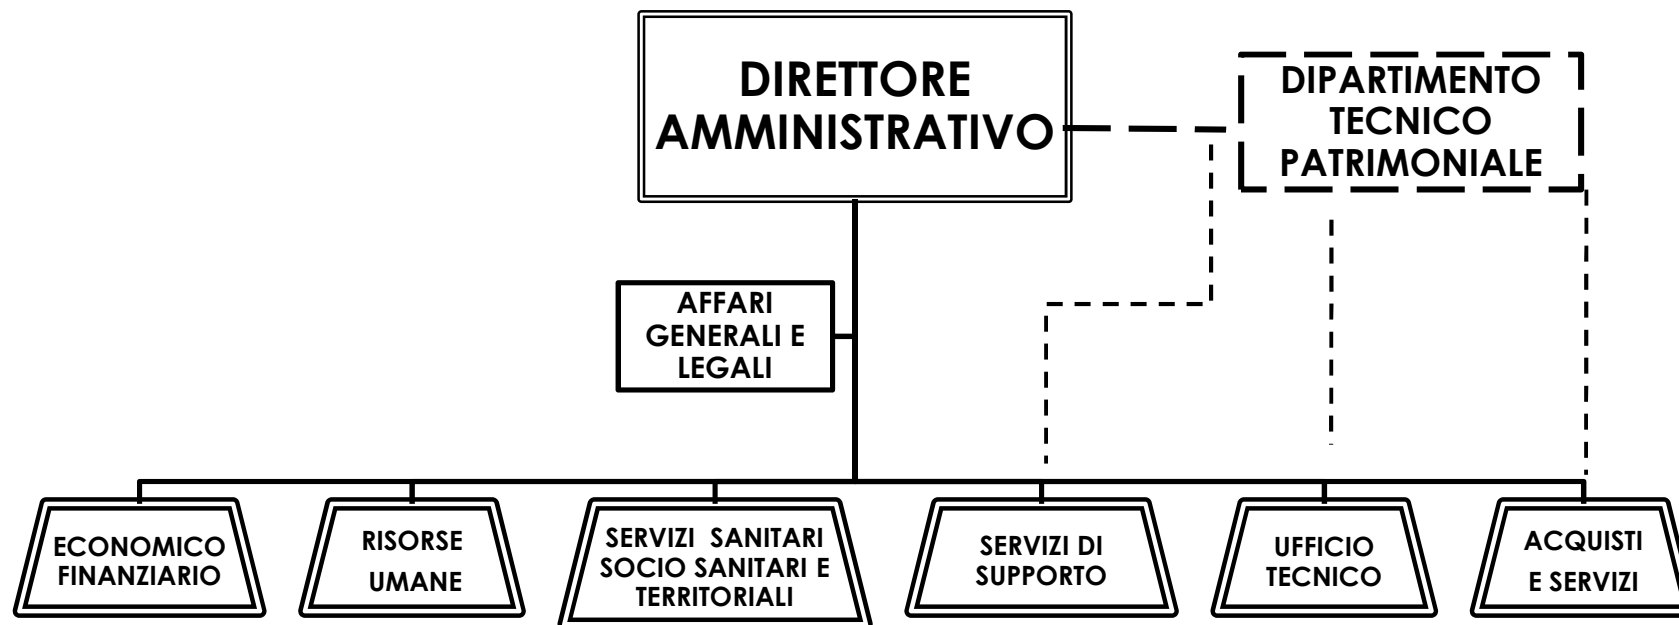 DIRETTORE
AMMINISTRATIVO
DIPARTIMENTO
TECNICO
PATRIMONIALE
AFFARI
GENERALI E
LEGALI
ECONOMICO
FINANZIARIO
RISORSE
UMANE
SERVIZI SANITARI
SOCIO SANITARI E
TERRITORIALI
SERVIZI DI
SUPPORTO
UFFICIO
TECNICO
ACQUISTI
E SERVIZI